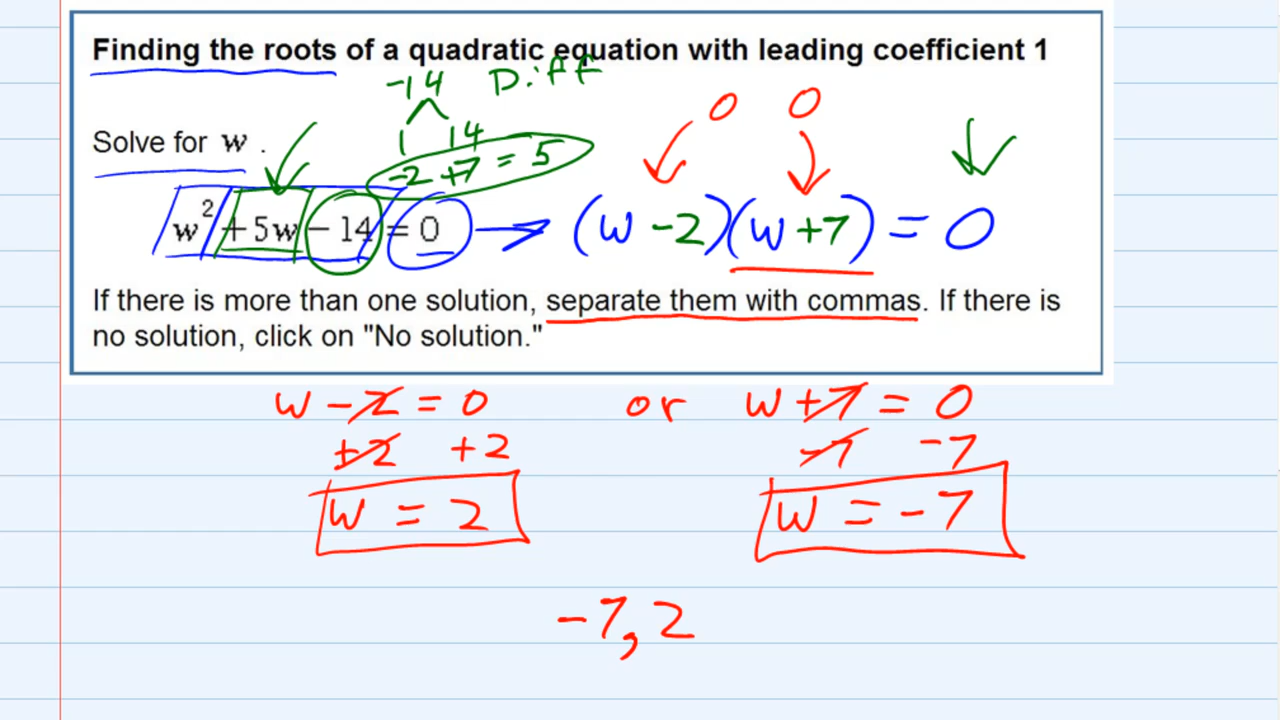 Finding the roots of a quadratic equation with leading coefficient 1
-14 Diff
1 14
-2 +7 = 5
0 0
Solve for w .
w² +5w − 14 = 0 → (w -2)(w +7) = 0
If there is more than one solution, separate them with commas. If there is
no solution, click on "No solution."
w - 2 = 0 or w + 7 = 0
+2 +2 -7 -7
w = 2 w = -7
-7, 2